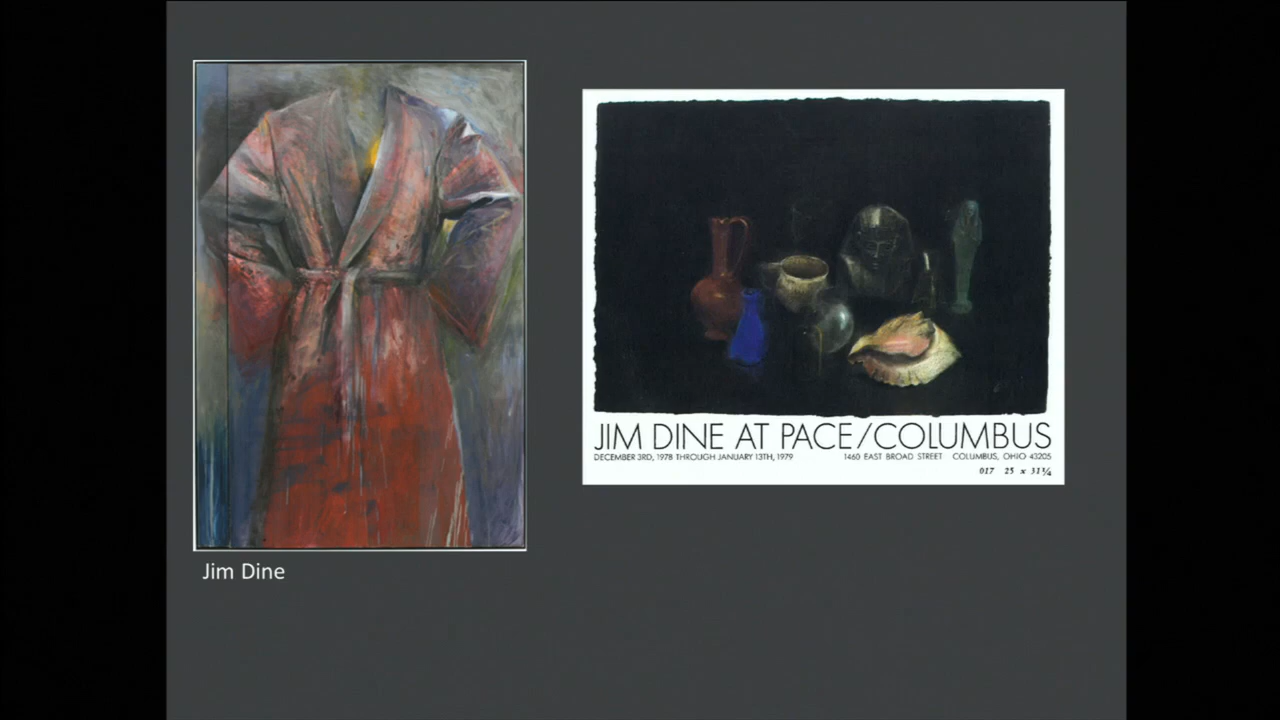 Jim Dine
JIM DINE AT PACE/COLUMBUS
DECEMBER 3RD, 1978 THROUGH JANUARY 13TH, 1979 1460 EAST BROAD STREET COLUMBUS, OHIO 43205
017 25 x 31¼